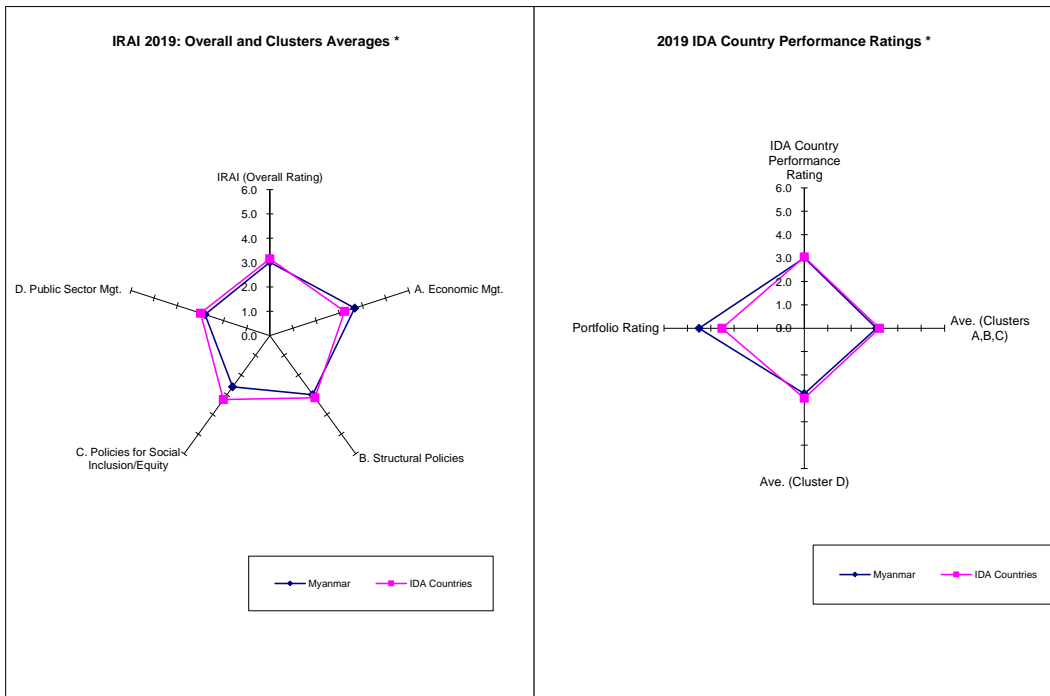 IRAI 2019: Overall and Clusters Averages *
IRAI (Overall Rating)
6.0
5.0
4.0
3.0
2.0
1.0
0.0
A. Economic Mgt.
B. Structural Policies
C. Policies for Social
Inclusion/Equity
D. Public Sector Mgt.
Myanmar
IDA Countries
2019 IDA Country Performance Ratings *
IDA Country
Performance
Rating
6.0
5.0
4.0
3.0
2.0
1.0
0.0
Ave. (Clusters
A,B,C)
Ave. (Cluster D)
Portfolio Rating
Myanmar
IDA Countries